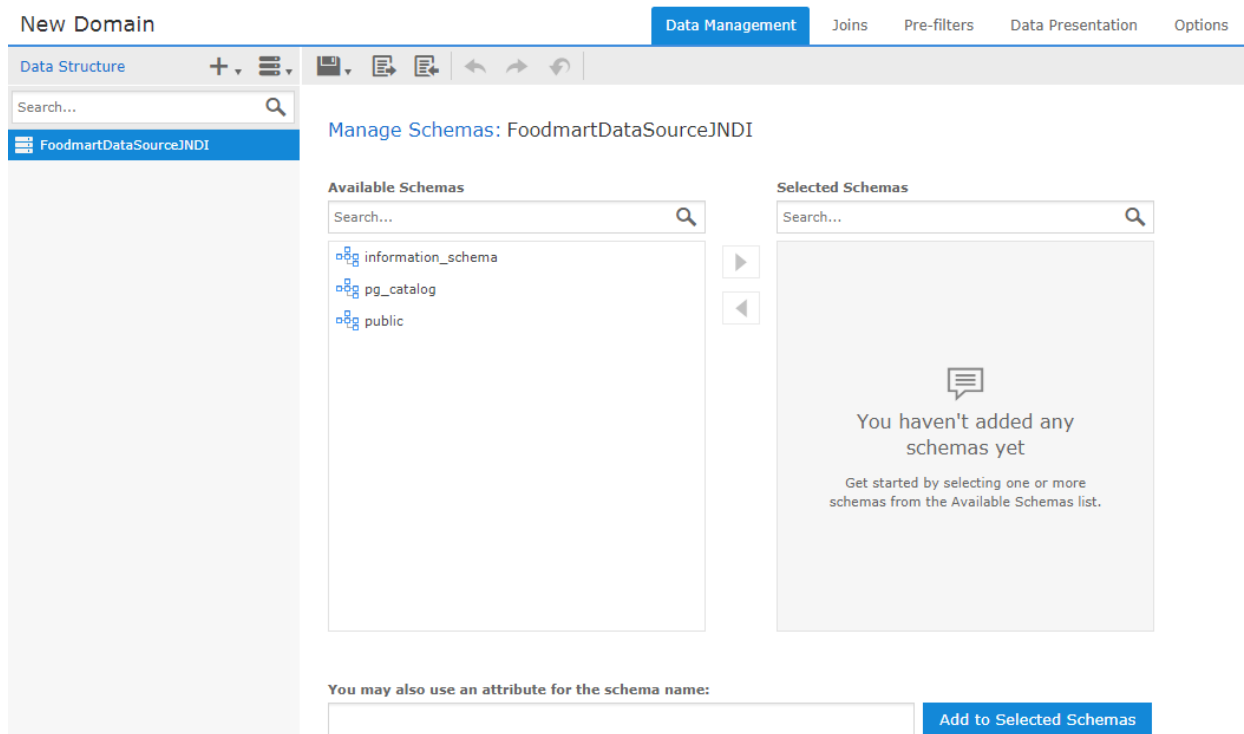 New Domain
Data Management
Joins
Pre-filters
Data Presentation
Options
Data Structure
Search...
FoodmartDataSourceJNDI
Manage Schemas: FoodmartDataSourceJNDI
Available Schemas
Search...
information_schema
pg_catalog
public
Selected Schemas
Search...
You haven't added any
schemas yet
Get started by selecting one or more
schemas from the Available Schemas list.
You may also use an attribute for the schema name:
Add to Selected Schemas